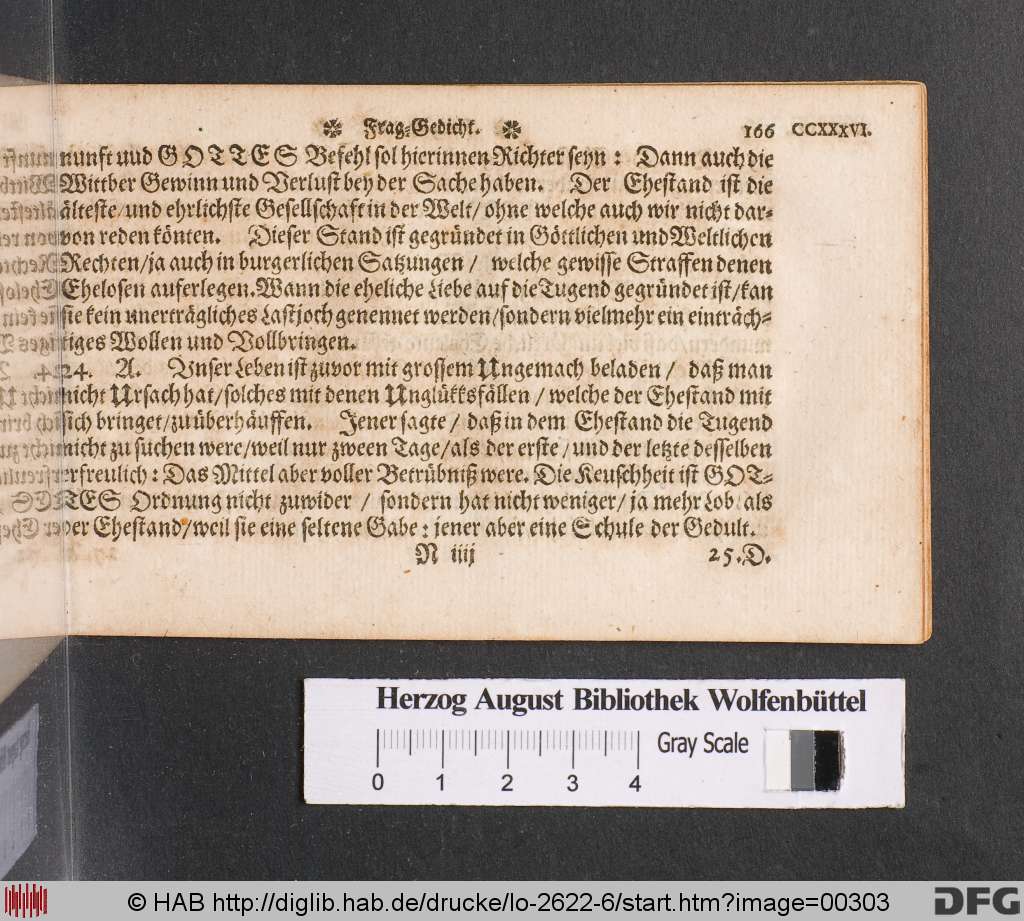 ✼ Frag-Gedicht. ✼ 166 CCXXXVI.
nunft uud GOTTES Befehl sol hierinnen Richter seyn: Dann auch die
Wittber Gewinn und Verlust bey der Sache haben. Der Ehestand ist die
älteste/und ehrlichste Gesellschaft in der Welt/ ohne welche auch wir nicht dar-
von reden könten. Dieser Stand ist gegründet in Göttlichen und Weltlichen
Rechten/ja auch in burgerlichen Satzungen / welche gewisse Straffen denen
Ehelosen auferlegen. Wann die eheliche Liebe auf die Tugend gegründet ist/kan
sie kein unerträgliches Lastjoch genennet werden/sondern vielmehr ein einträch-
tiges Wollen und Vollbringen.
24. A. Unser Leben ist zuvor mit grossem Ungemach beladen / daß man
nicht Ursach hat/solches mit denen Unglükksfällen / welche der Ehestand mit
sich bringet/zu überhäuffen. Jener sagte / daß in dem Ehestand die Tugend
nicht zu suchen were/weil nur zween Tage/als der erste/und der letzte desselben
erfreulich: Das Mittel aber voller Betrübniß were. Die Keuschheit ist GOT-
TES Ordnung nicht zuwider / sondern hat nicht weniger/ ja mehr Lob als
der Ehestand/weil sie eine seltene Gabe: jener aber eine Schule der Gedult.
N iiij 25. D.
Herzog August Bibliothek Wolfenbüttel
Gray Scale
0 1 2 3 4
© HAB http://diglib.hab.de/drucke/lo-2622-6/start.htm?image=00303
DFG